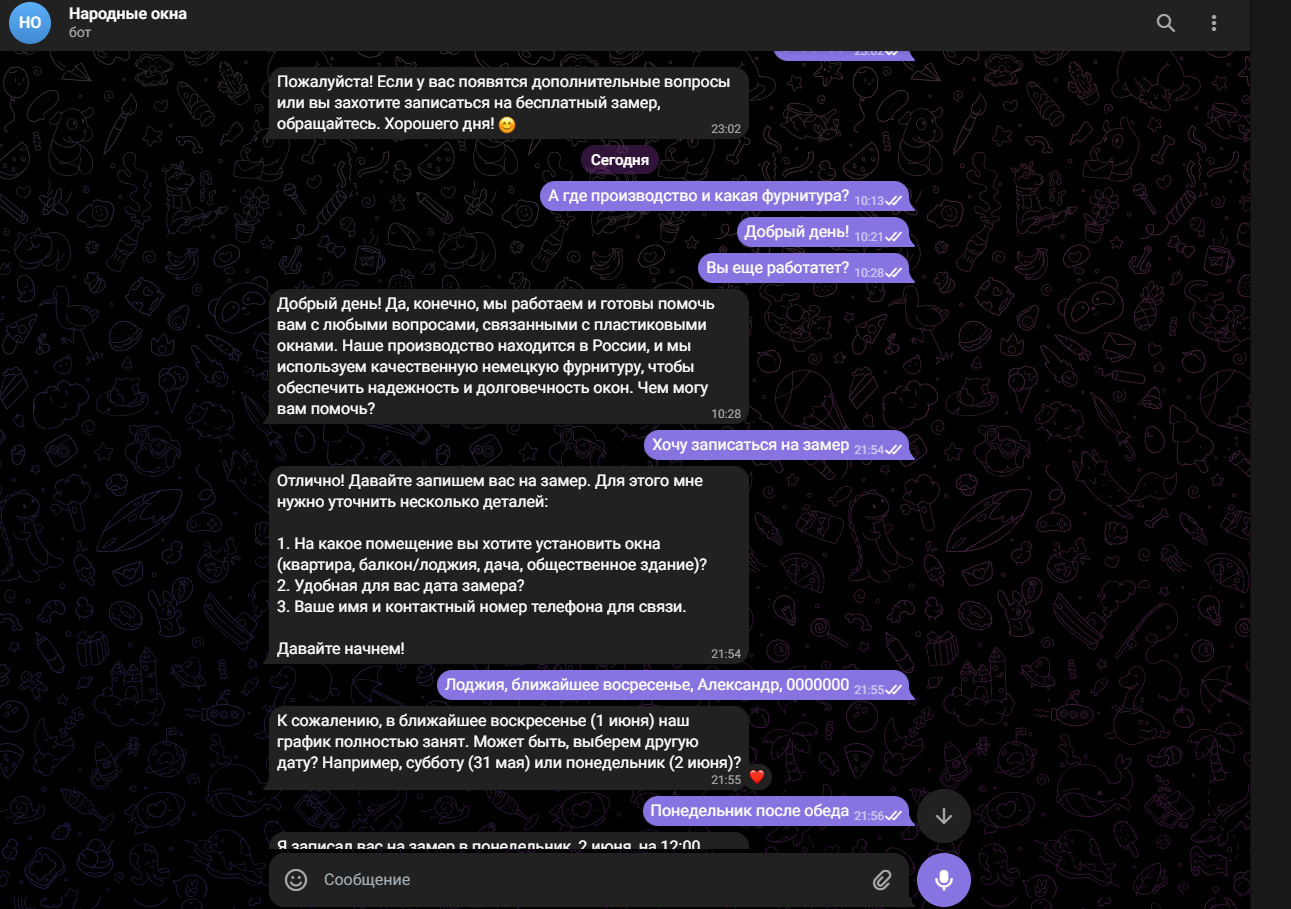 НО
Народные окна
бот
23:02
Пожалуйста! Если у вас появятся дополнительные вопросы
или вы захотите записаться на бесплатный замер,
обращайтесь. Хорошего дня! 😊
23:02
Сегодня
А где производство и какая фурнитура? 10:13
Добрый день! 10:21
Вы еще работатет? 10:28
Добрый день! Да, конечно, мы работаем и готовы помочь
вам с любыми вопросами, связанными с пластиковыми
окнами. Наше производство находится в России, и мы
используем качественную немецкую фурнитуру, чтобы
обеспечить надежность и долговечность окон. Чем могу
вам помочь?
10:28
Хочу записаться на замер 21:54
Отлично! Давайте запишем вас на замер. Для этого мне
нужно уточнить несколько деталей:
1. На какое помещение вы хотите установить окна
(квартира, балкон/лоджия, дача, общественное здание)?
2. Удобная для вас дата замера?
3. Ваше имя и контактный номер телефона для связи.
Давайте начнем!
21:54
Лоджия, ближайшее восресенье, Александр, 0000000 21:55
К сожалению, в ближайшее воскресенье (1 июня) наш
график полностью занят. Может быть, выберем другую
дату? Например, субботу (31 мая) или понедельник (2 июня)?
21:55 ❤️
Понедельник после обеда 21:56
Я записал вас на замер в понедельник, 2 июня, на 12:00
Сообщение